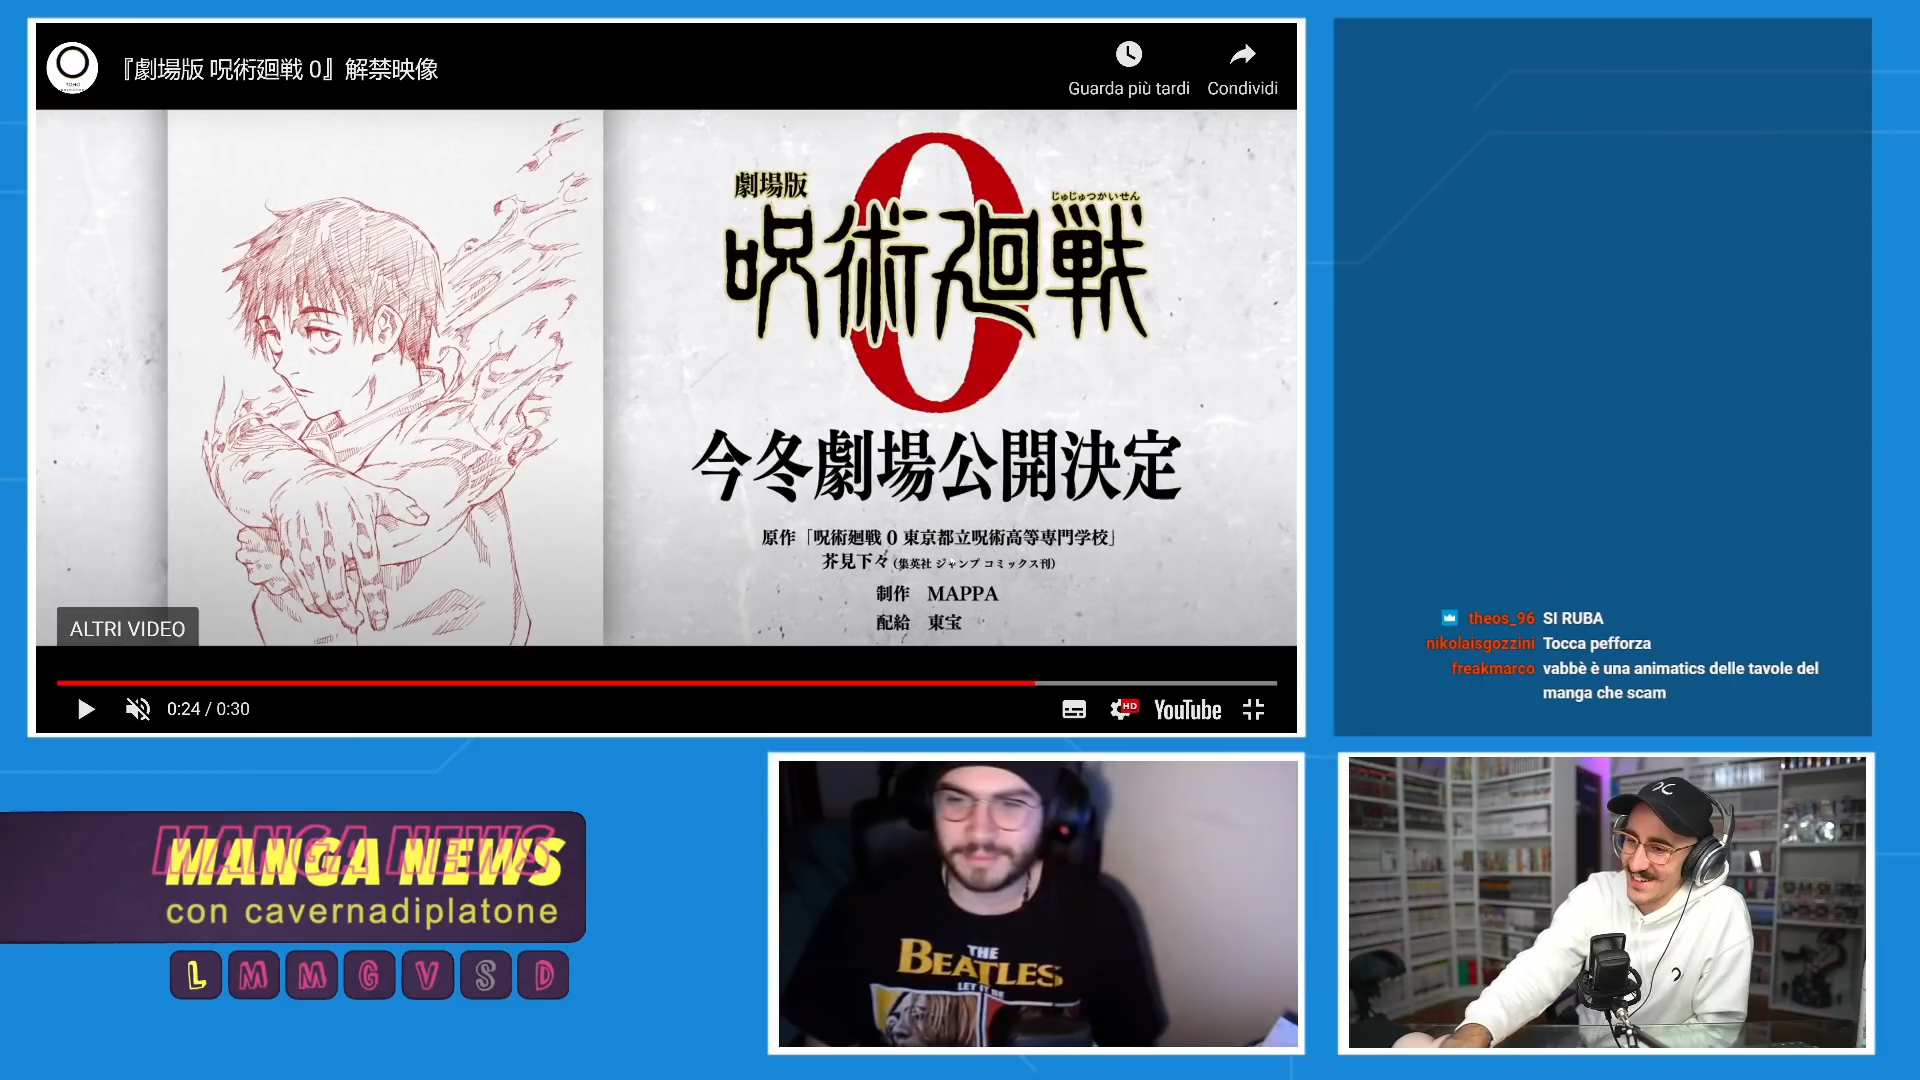 『劇場版 呪術廻戦 0』解禁映像
Guarda più tardi
Condividi
劇場版
じゅじゅつかいせん
呪術廻戦
0
今冬劇場公開決定
原作「呪術廻戦 0 東京都立呪術高等専門学校」
芥見下々 (集英社 ジャンプ コミックス刊)
制作 MAPPA
配給 東宝
ALTRI VIDEO
0:24 / 0:30
HD
YouTube
theos_96 SI RUBA
nikolaisgozzini Tocca pefforza
freakmarco vabbè è una animatics delle tavole del
manga che scam
MANGA NEWS
con cavernadiplatone
L M M G V S D
THE
BEATLES
LET IT BE